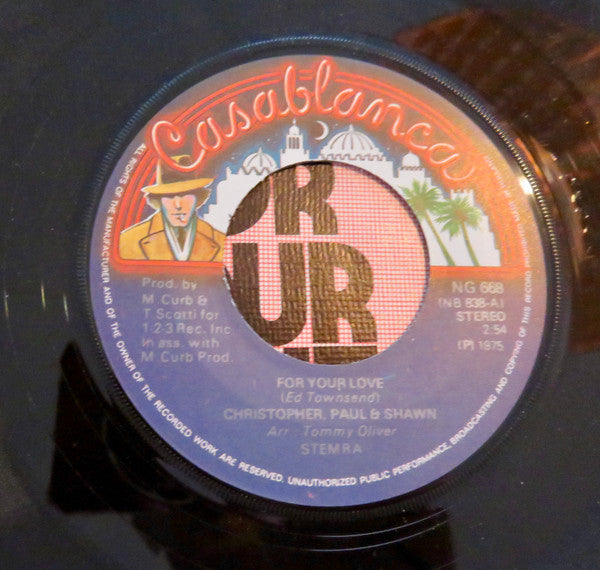 Casablanca
Prod. by
M. Curb &
T. Scotti for
1-2-3 Rec. Inc
In ass. with
M. Curb Prod.
NG 668
(NB 838-A)
STEREO
2:54
(P) 1975
OR
UR
FOR YOUR LOVE
(Ed Townsend)
CHRISTOPHER, PAUL & SHAWN
Arr - Tommy Oliver
STEMRA
ALL RIGHTS OF THE MANUFACTURER AND OF THE OWNER OF THE RECORDED WORK ARE RESERVED. UNAUTHORIZED PUBLIC PERFORMANCE, BROADCASTING AND COPYING OF THIS RECORD PROHIBITED